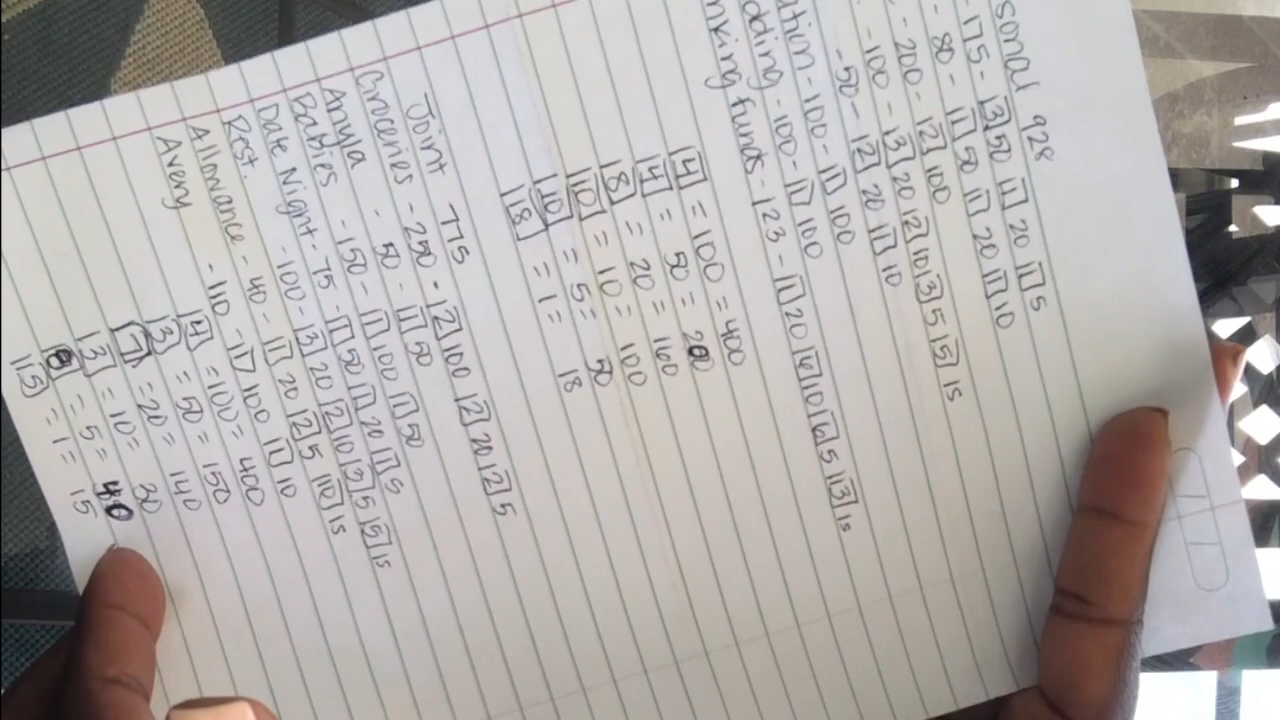 sonal 928
- 175 - |3| 50 |1| 20 |1| 5
- 80 - |1| 50 |1| 20 |1| 10
- 200 - |2| 100
- 100 - |3| 20 |2| 10 |3| 5 |5| 1s
- 50 - |2| 20 |1| 10
ation - 100 - |1| 100
dding - 100 - |1| 100
nking funds - 123 - |1| 20 |6| 10 |6| 5 |13| 1s
|4| = 100 = 400
|4| = 50 = 200
|8| = 20 = 160
|10| = 10 = 100
|10| = 5 = 50
|18| = 1 = 18
Joint 775
Groceries - 250 - |2| 100 |2| 20 |2| 5
Anyla - 50 - |1| 50
Babies - 150 - |1| 100 |1| 50
Date Night - 75 - |1| 50 |1| 20 |1| 5
Rest. - 100 - |3| 20 |2| 10 |3| 5 |5| 1s
Allowance - 40 - |1| 20 |2| 5 |10| 1s
Avery - 110 - |1| 100 |1| 10
|4| = 100 = 400
|3| = 50 = 150
|7| = 20 = 140
|3| = 10 = 30
|8| = 5 = 40
|15| = 1 = 15